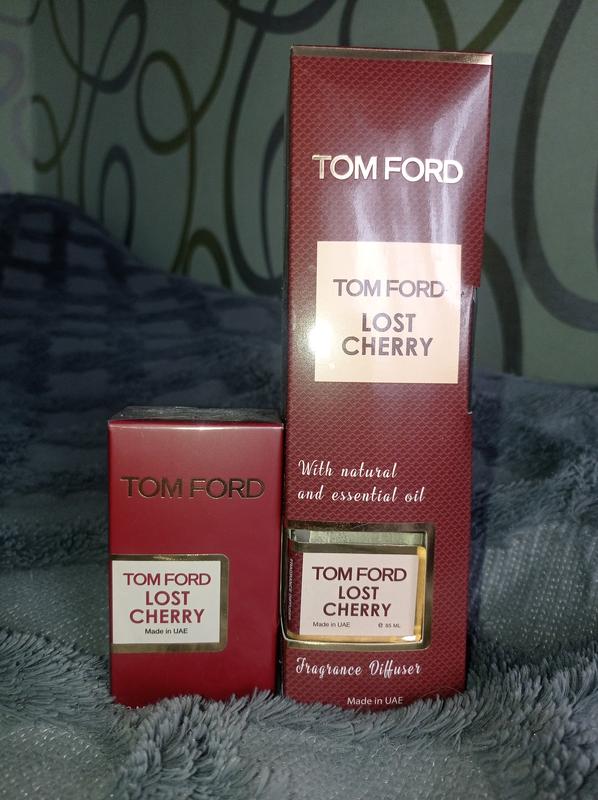 TOM FORD
TOM FORD
LOST
CHERRY
With natural
and essential oil
TOM FORD
LOST
CHERRY
Made in UAE
℮ 85 ML
Fragrance Diffuser
Made in UAE
TOM FORD
TOM FORD
LOST
CHERRY
Made in UAE